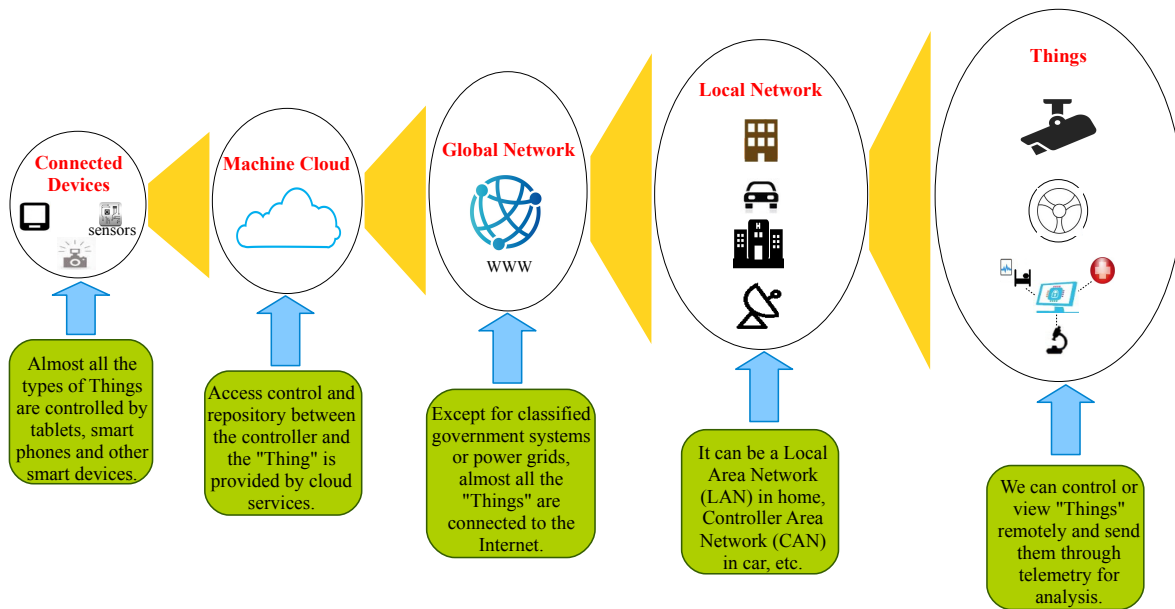 Connected
Devices
sensors
Almost all the
types of Things
are controlled by
tablets, smart
phones and other
smart devices.
Machine Cloud
Access control and
repository between
the controller and
the "Thing" is
provided by cloud
services.
Global Network
WWW
Except for classified
government systems
or power grids,
almost all the
"Things" are
connected to the
Internet.
Local Network
H
It can be a Local
Area Network
(LAN) in home,
Controller Area
Network (CAN)
in car, etc.
Things
We can control or
view "Things"
remotely and send
them through
telemetry for
analysis.